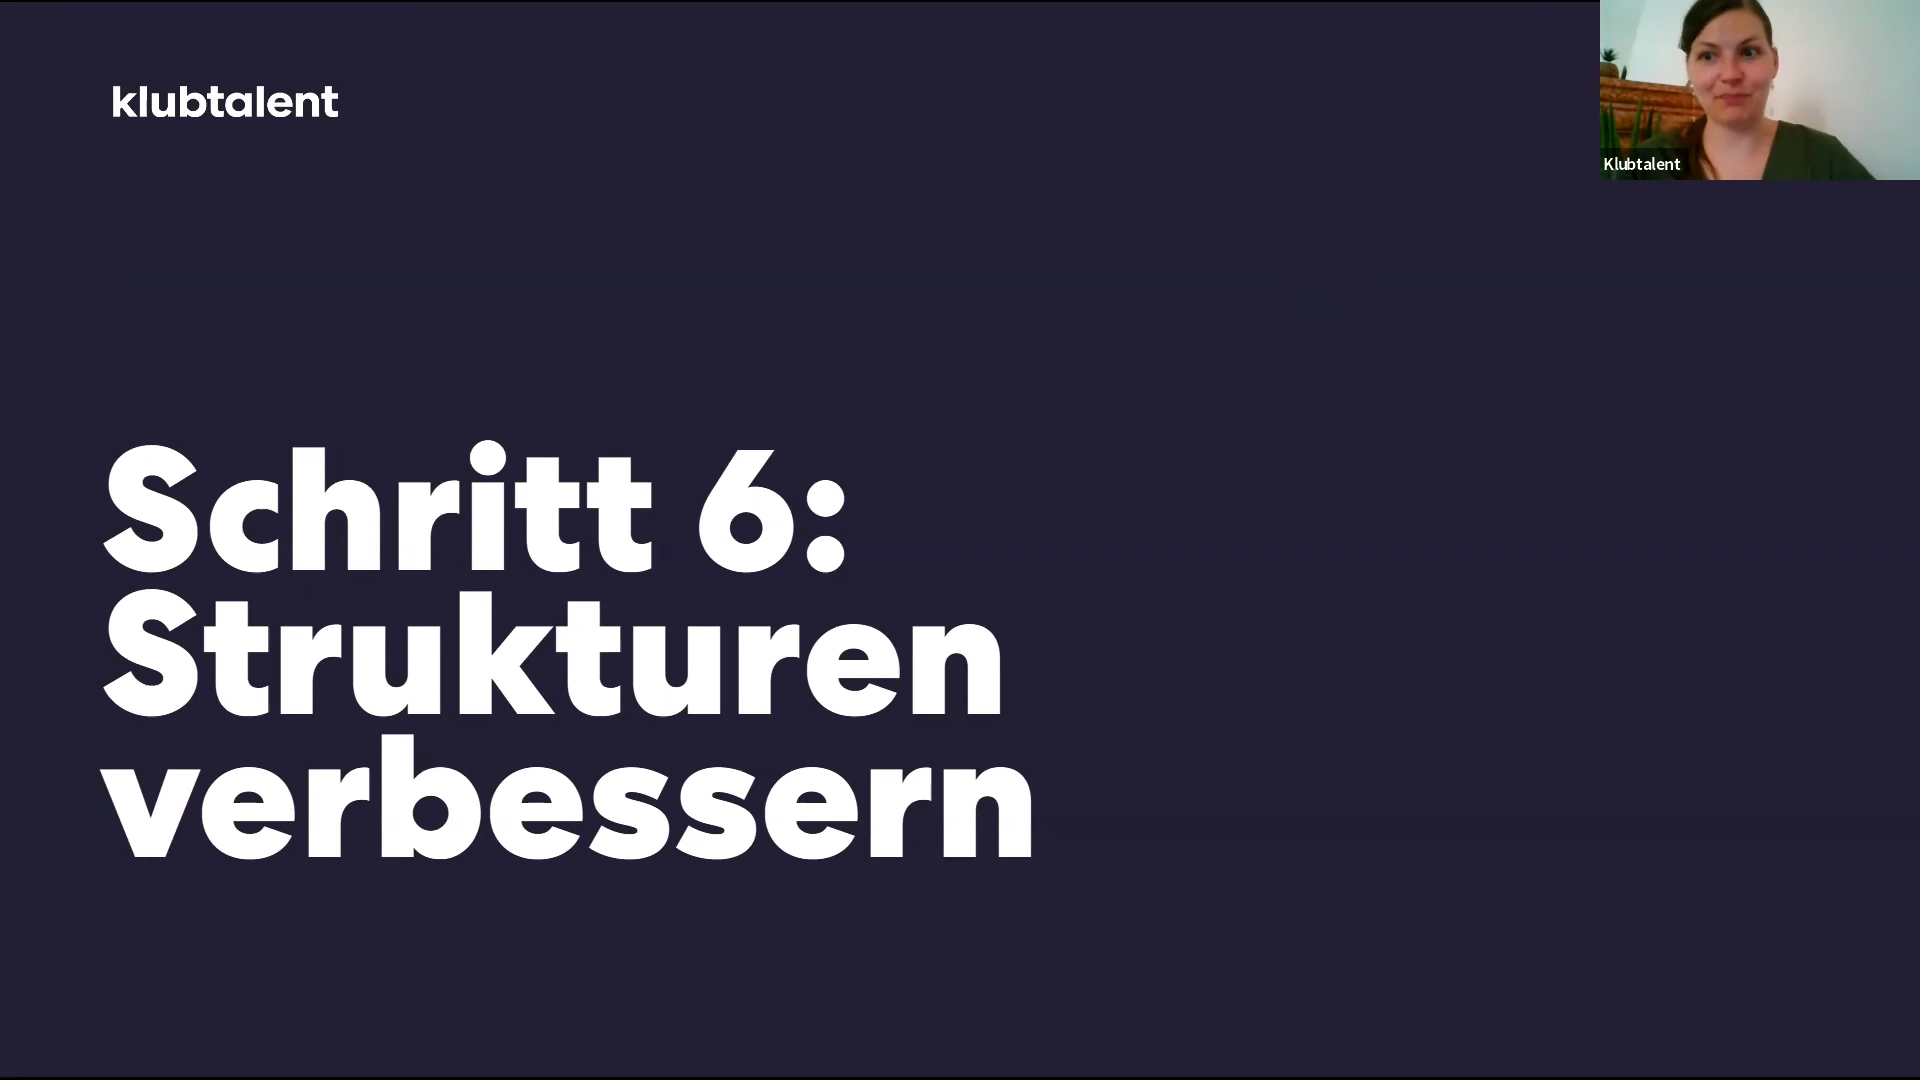 klubtalent
Klubtalent
Schritt 6:
Strukturen
verbessern